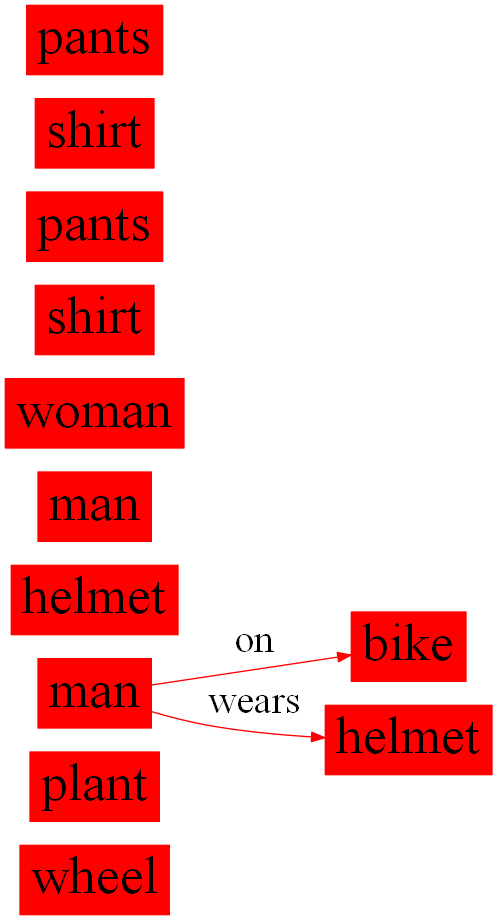 pants
shirt
pants
shirt
woman
man
helmet
on
bike
man
wears
helmet
plant
wheel